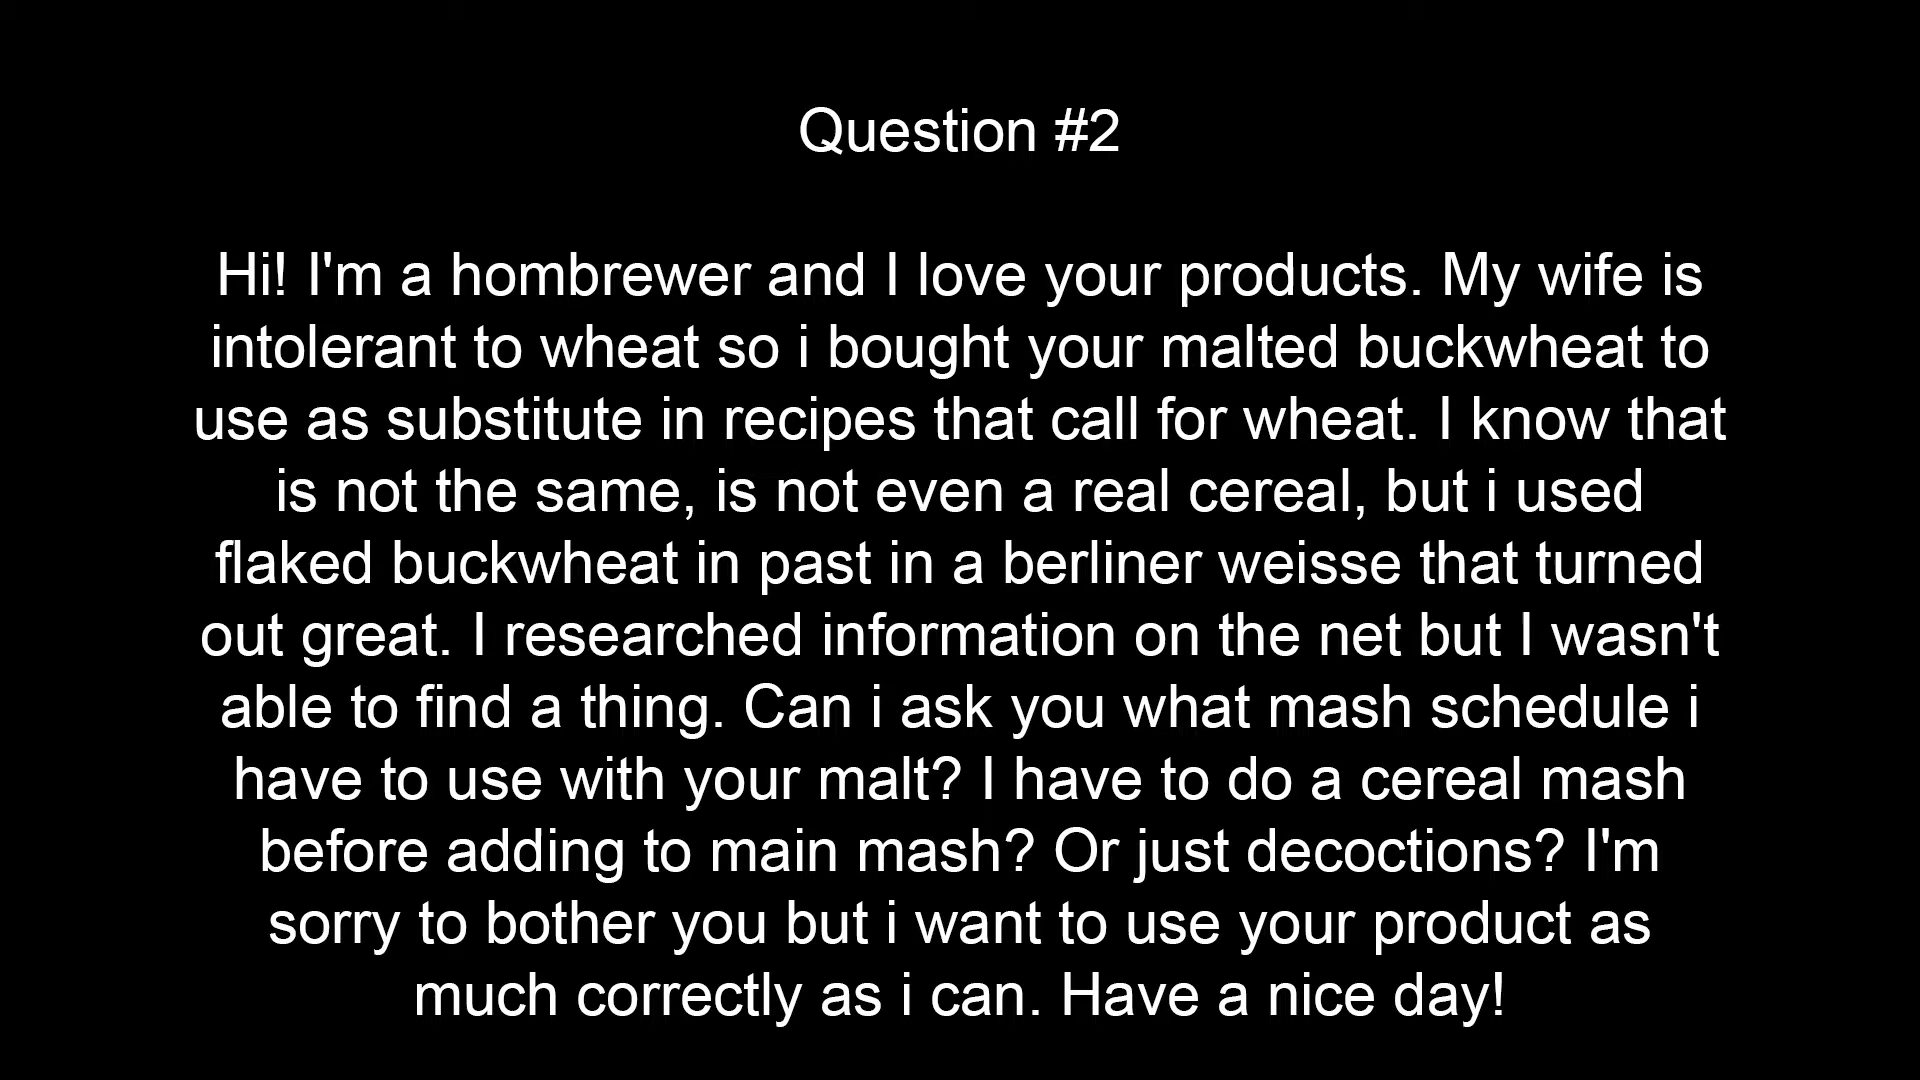 Question #2
Hi! I'm a hombrewer and I love your products. My wife is
intolerant to wheat so i bought your malted buckwheat to
use as substitute in recipes that call for wheat. I know that
is not the same, is not even a real cereal, but i used
flaked buckwheat in past in a berliner weisse that turned
out great. I researched information on the net but I wasn't
able to find a thing. Can i ask you what mash schedule i
have to use with your malt? I have to do a cereal mash
before adding to main mash? Or just decoctions? I'm
sorry to bother you but i want to use your product as
much correctly as i can. Have a nice day!